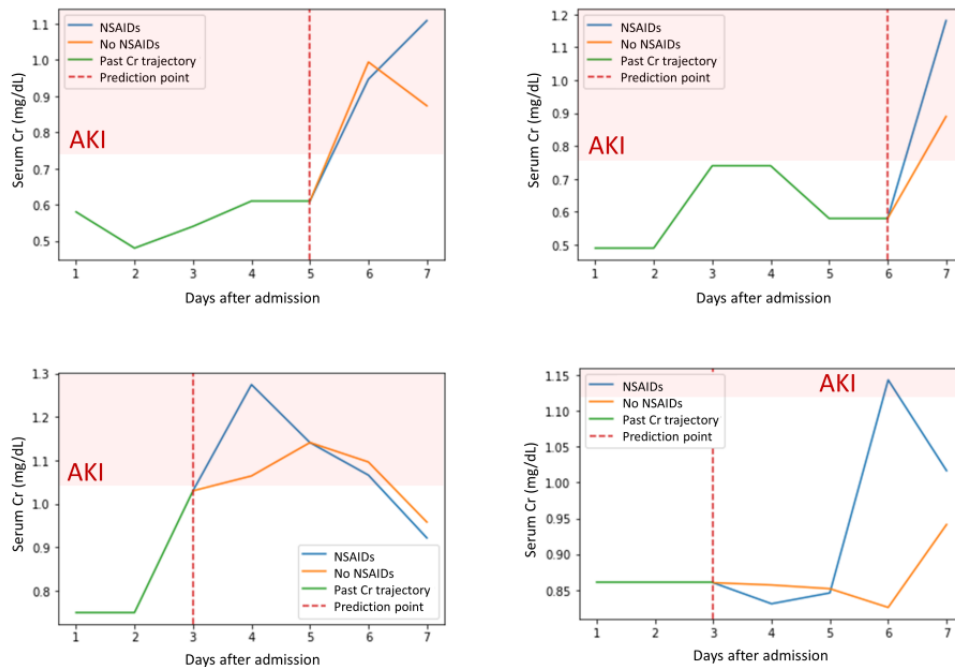 1.1
1.0
0.9
0.8
0.7
0.6
0.5
Serum Cr (mg/dL)
NSAIDs
No NSAIDs
Past Cr trajectory
Prediction point
AKI
1 2 3 4 5 6 7
Days after admission
1.2
1.1
1.0
0.9
0.8
0.7
0.6
0.5
Serum Cr (mg/dL)
NSAIDs
No NSAIDs
Past Cr trajectory
Prediction point
AKI
1 2 3 4 5 6 7
Days after admission
1.3
1.2
1.1
1.0
0.9
0.8
Serum Cr (mg/dL)
AKI
NSAIDs
No NSAIDs
Past Cr trajectory
Prediction point
1 2 3 4 5 6 7
Days after admission
1.15
1.10
1.05
1.00
0.95
0.90
0.85
Serum Cr (mg/dL)
NSAIDs
No NSAIDs
Past Cr trajectory
Prediction point
AKI
1 2 3 4 5 6 7
Days after admission